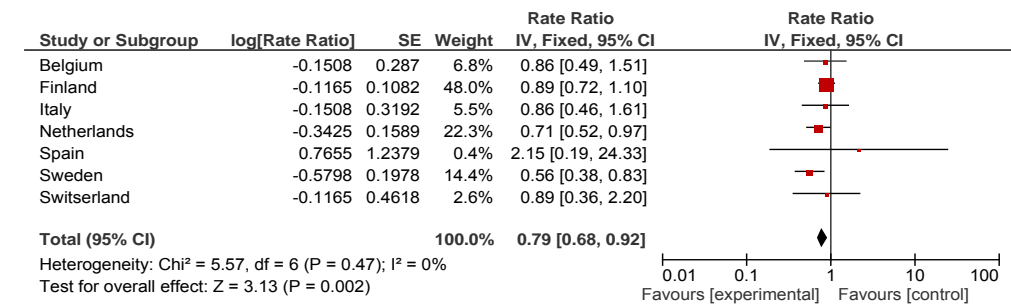 Rate Ratio Rate Ratio
Study or Subgroup log[Rate Ratio] SE Weight IV, Fixed, 95% CI IV, Fixed, 95% CI
Belgium -0.1508 0.287 6.8% 0.86 [0.49, 1.51]
Finland -0.1165 0.1082 48.0% 0.89 [0.72, 1.10]
Italy -0.1508 0.3192 5.5% 0.86 [0.46, 1.61]
Netherlands -0.3425 0.1589 22.3% 0.71 [0.52, 0.97]
Spain 0.7655 1.2379 0.4% 2.15 [0.19, 24.33]
Sweden -0.5798 0.1978 14.4% 0.56 [0.38, 0.83]
Switserland -0.1165 0.4618 2.6% 0.89 [0.36, 2.20]
Total (95% CI) 100.0% 0.79 [0.68, 0.92]
Heterogeneity: Chi² = 5.57, df = 6 (P = 0.47); I² = 0%
Test for overall effect: Z = 3.13 (P = 0.002)
0.01 0.1 1 10 100
Favours [experimental] Favours [control]